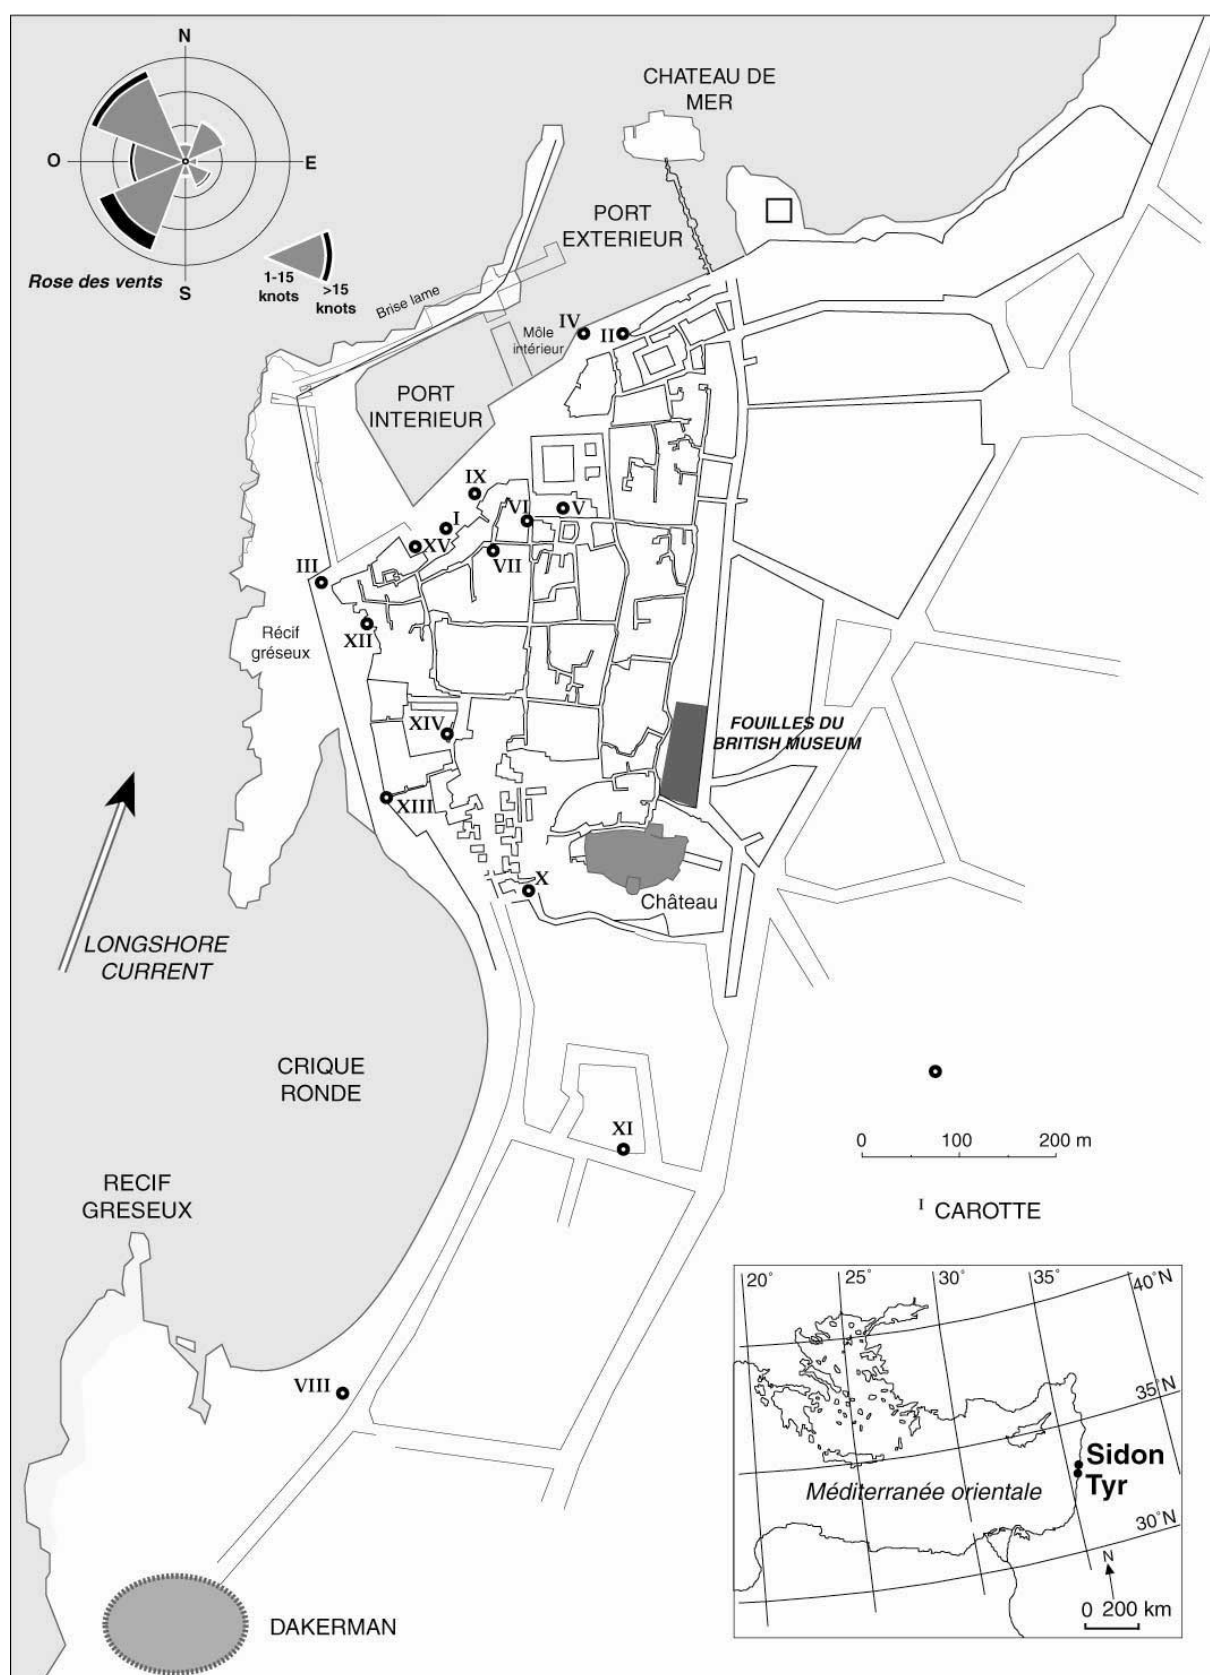 N
O
E
S
Rose des vents
1-15
knots
>15
knots
CHATEAU DE
MER
PORT
EXTERIEUR
Brise lame
IV
II
Môle
intérieur
PORT
INTERIEUR
IX
I
VI
V
XV
VII
III
XII
Récif
gréseux
XIV
FOUILLES DU
BRITISH MUSEUM
XIII
X
Château
LONGSHORE
CURRENT
CRIQUE
RONDE
XI
0 100 200 m
RECIF
GRESEUX
I CAROTTE
VIII
DAKERMAN
20° 25° 30° 35° 40°N
35°N
Sidon
Tyr
Méditerranée orientale
30°N
N
0 200 km